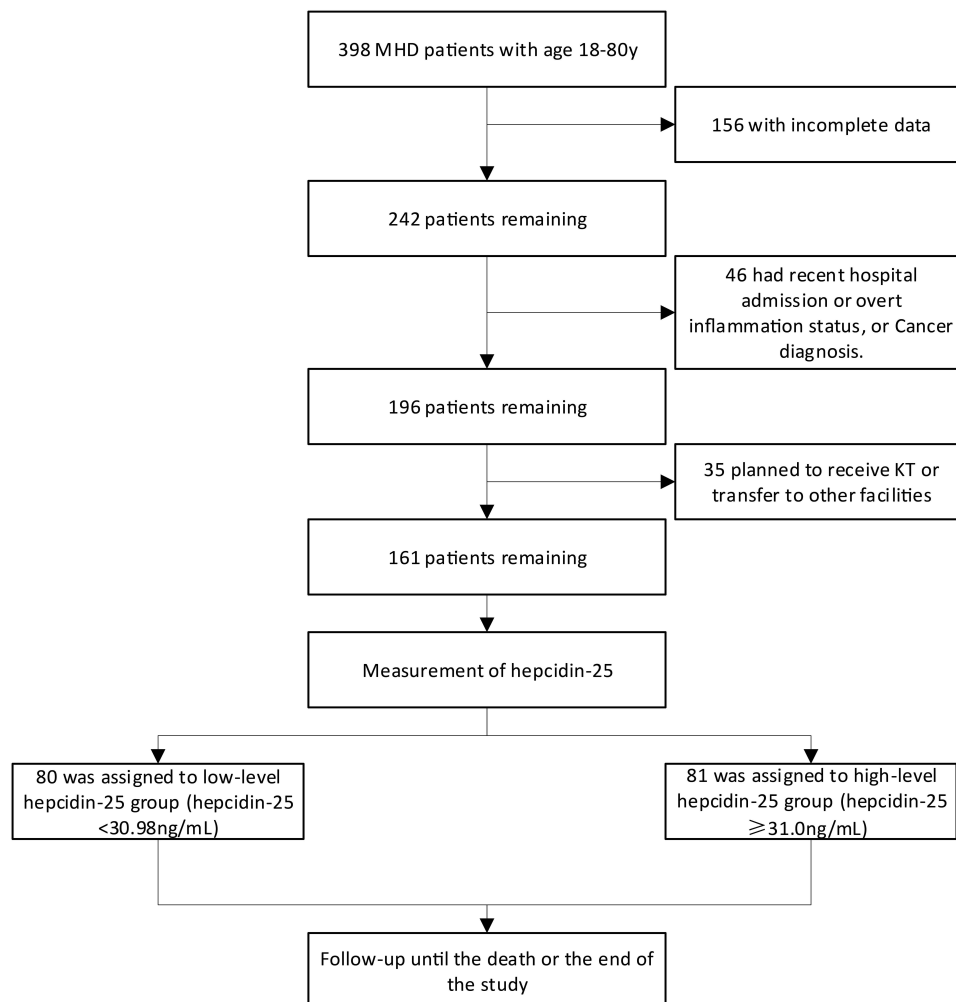 398 MHD patients with age 18-80y
156 with incomplete data
242 patients remaining
46 had recent hospital
admission or overt
inflammation status, or Cancer
diagnosis.
196 patients remaining
35 planned to receive KT or
transfer to other facilities
161 patients remaining
Measurement of hepcidin-25
80 was assigned to low-level
hepcidin-25 group (hepcidin-25
<30.98ng/mL)
81 was assigned to high-level
hepcidin-25 group (hepcidin-25
≥31.0ng/mL)
Follow-up until the death or the end of
the study